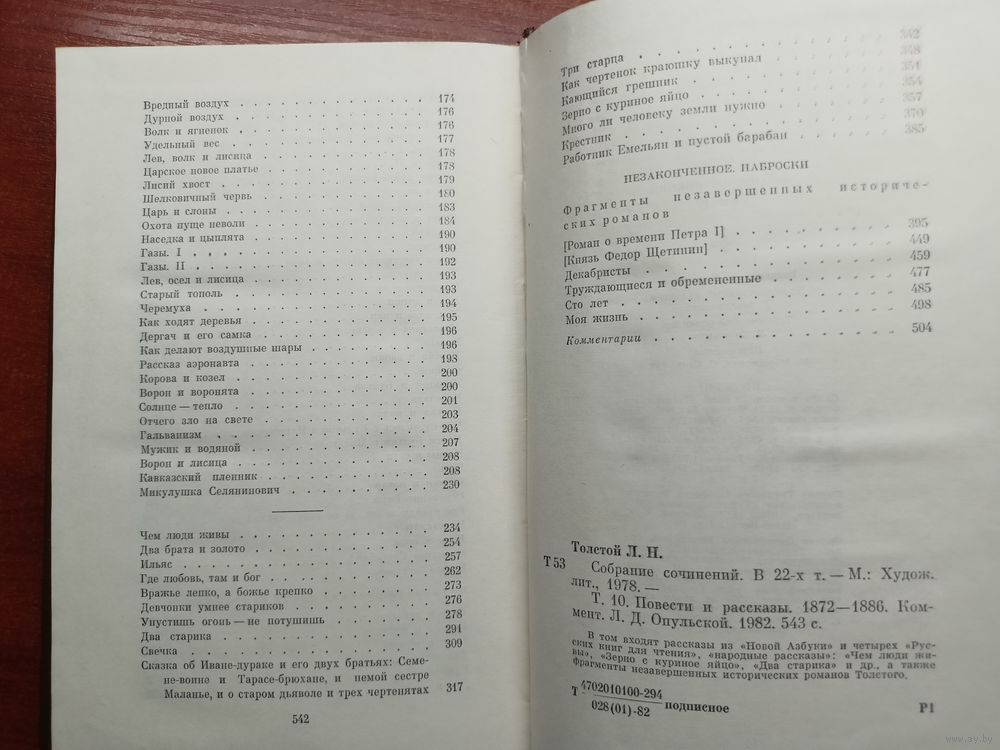 Вредный воздух . . . . . . . . . . . . . 174
Дурной воздух . . . . . . . . . . . . . 176
Волк и ягненок . . . . . . . . . . . . . 176
Удельный вес . . . . . . . . . . . . . 177
Лев, волк и лисица . . . . . . . . . . . . 178
Царское новое платье . . . . . . . . . . . 178
Лисий хвост . . . . . . . . . . . . . . 179
Шелковичный червь . . . . . . . . . . . . 180
Царь и слоны . . . . . . . . . . . . . 183
Охота пуще неволи . . . . . . . . . . . . 184
Наседка и цыплята . . . . . . . . . . . . 190
Газы. I . . . . . . . . . . . . . . . 190
Газы. II . . . . . . . . . . . . . . . 192
Лев, осел и лисица . . . . . . . . . . . . 193
Старый тополь . . . . . . . . . . . . . 193
Черемуха . . . . . . . . . . . . . . . 194
Как ходят деревья . . . . . . . . . . . . 195
Дергач и его самка . . . . . . . . . . . . 196
Как делают воздушные шары . . . . . . . . . 196
Рассказ аэронавта . . . . . . . . . . . . 198
Корова и козел . . . . . . . . . . . . . 200
Ворон и воронята . . . . . . . . . . . . 200
Солнце — тепло . . . . . . . . . . . . . 201
Отчего зло на свете . . . . . . . . . . . 203
Гальванизм . . . . . . . . . . . . . . 204
Мужик и водяной . . . . . . . . . . . . 207
Ворон и лисица . . . . . . . . . . . . . 208
Кавказский пленник . . . . . . . . . . . . 208
Микулушка Селянинович . . . . . . . . . . 230
Чем люди живы . . . . . . . . . . . . . 234
Два брата и золото . . . . . . . . . . . . 254
Ильяс . . . . . . . . . . . . . . . . 257
Где любовь, там и бог . . . . . . . . . . . 262
Вражье лепко, а божье крепко . . . . . . . . 273
Девчонки умнее стариков . . . . . . . . . . 276
Упустишь огонь — не потушишь . . . . . . . . 278
Два старика . . . . . . . . . . . . . . 291
Свечка . . . . . . . . . . . . . . . . 309
Сказка об Иване-дураке и его двух братьях: Семе-
не-воине и Тарасе-брюхане, и немой сестре
Маланье, и о старом дьяволе и трех чертенятах 317
542
Три старца . . . . . . . . . . . . . 342
Как чертенок краюшку выкупал . . . . . . . 348
Кающийся грешник . . . . . . . . . . . 351
Зерно с куриное яйцо . . . . . . . . . . 354
Много ли человеку земли нужно . . . . . . . 357
Крестник . . . . . . . . . . . . . . 370
Работник Емельян и пустой барабан . . . . . . 385
НЕЗАКОНЧЕННОЕ. НАБРОСКИ
Фрагменты незавершенных историче-
ских романов
[Роман о времени Петра I] . . . . . . . . . 395
[Князь Федор Щетинин] . . . . . . . . . . 449
Декабристы . . . . . . . . . . . . . 459
Труждающиеся и обремененные . . . . . . . . 477
Сто лет . . . . . . . . . . . . . . 485
Моя жизнь . . . . . . . . . . . . . . 498
Комментарии . . . . . . . . . . . . . 504
Толстой Л. Н.
Т 53 Собрание сочинений. В 22-х т. — М.: Худож.
лит., 1978. —
Т. 10. Повести и рассказы. 1872—1886. Ком-
мент. Л. Д. Опульской. 1982. 543 с.
В том входят рассказы из «Новой Азбуки» и четырех «Рус-
ских книг для чтения», «народные рассказы»: «Чем люди жи-
вы», «Зерно с куриное яйцо», «Два старика» и др., а также
Фрагменты незавершенных исторических романов Толстого.
Т 4702010100-294
028(01)-82 подписное Р1
www.ay.by